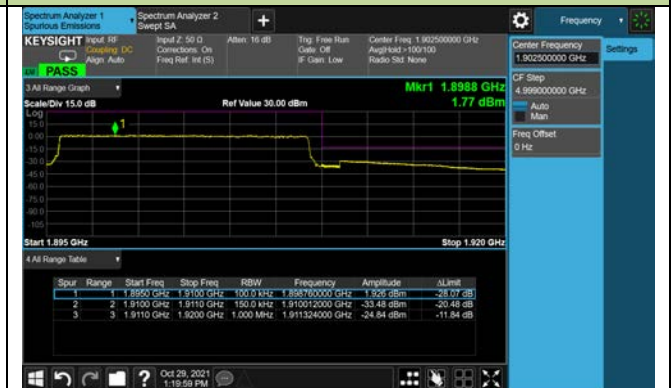 Spectrum Analyzer 1
Spurious Emissions
Spectrum Analyzer 2
Swept SA
+
Frequency
KEYSIGHT
Input: RF
Coupling: DC
Align: Auto
Input Z: 50 Ω
Corrections: On
Freq Ref: Int (S)
Atten: 16 dB
Trig: Free Run
Gate: Off
IF Gain: Low
Center Freq: 1.902500000 GHz
Avg|Hold:>100/100
Radio Std: None
PASS
3 All Range Graph
Scale/Div 15.0 dB
Ref Value 30.00 dBm
Mkr1 1.8988 GHz
1.77 dBm
Log
15.0
0.00
-15.0
-30.0
-45.0
-60.0
-75.0
-90.0
-105
1
Start 1.895 GHz
Stop 1.920 GHz
4 All Range Table
Spur Range Start Freq Stop Freq RBW Frequency Amplitude ΔLimit
1 1 1.8950 GHz 1.9100 GHz 100.0 kHz 1.898760000 GHz 1.926 dBm -28.07 dB
2 2 1.9100 GHz 1.9110 GHz 150.0 kHz 1.910012000 GHz -33.48 dBm -20.48 dB
3 3 1.9110 GHz 1.9200 GHz 1.000 MHz 1.911324000 GHz -24.84 dBm -11.84 dB
Center Frequency
1.902500000 GHz
Settings
CF Step
4.999000000 GHz
Auto
Man
Freq Offset
0 Hz
?
Oct 29, 2021
1:19:59 PM